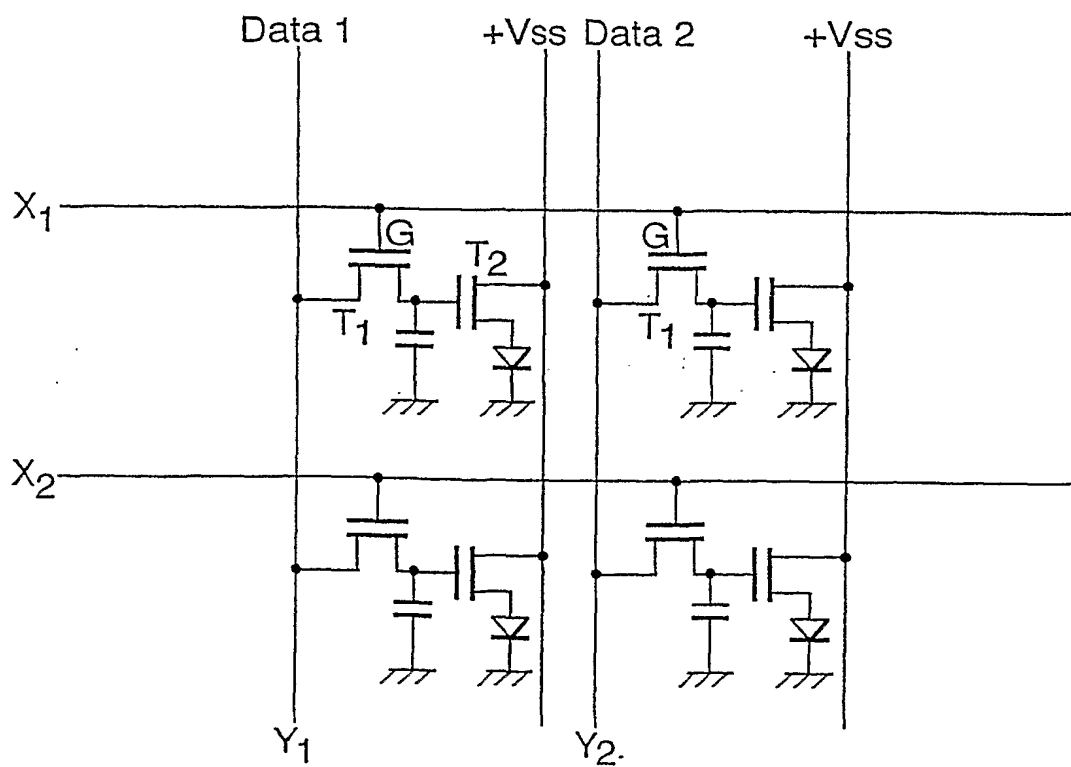 Data 1 +Vss Data 2 +Vss
X1
G G
T2
T1 T1
X2
Y1 Y2.